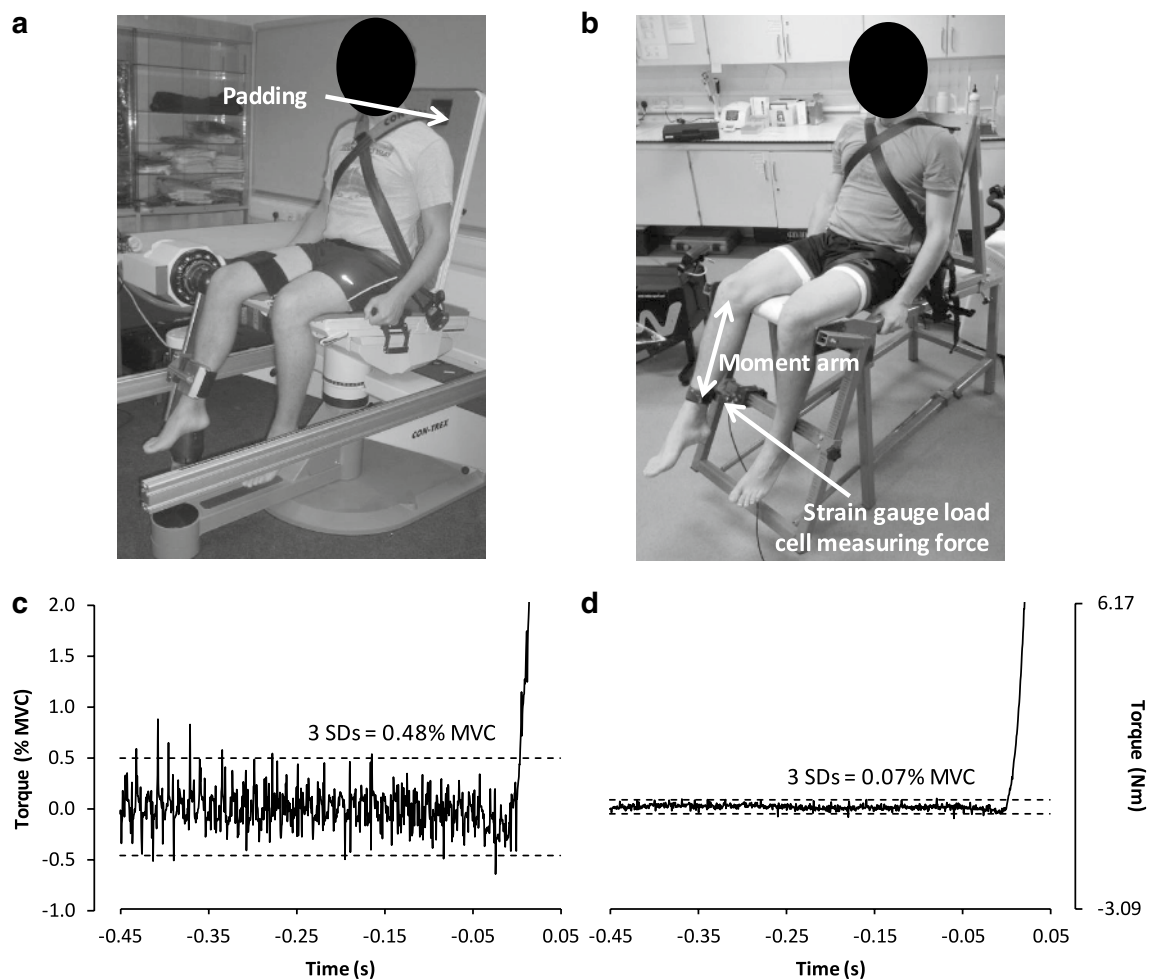 a
b
Padding
CON-TREX
Moment arm
Strain gauge load
cell measuring force
c
d
2.0
1.5
1.0
0.5
0.0
-0.5
-1.0
Torque (% MVC)
3 SDs = 0.48% MVC
-0.45
-0.35
-0.25
-0.15
-0.05
0.05
Time (s)
3 SDs = 0.07% MVC
-0.45
-0.35
-0.25
-0.15
-0.05
0.05
Time (s)
6.17
-3.09
Torque (Nm)